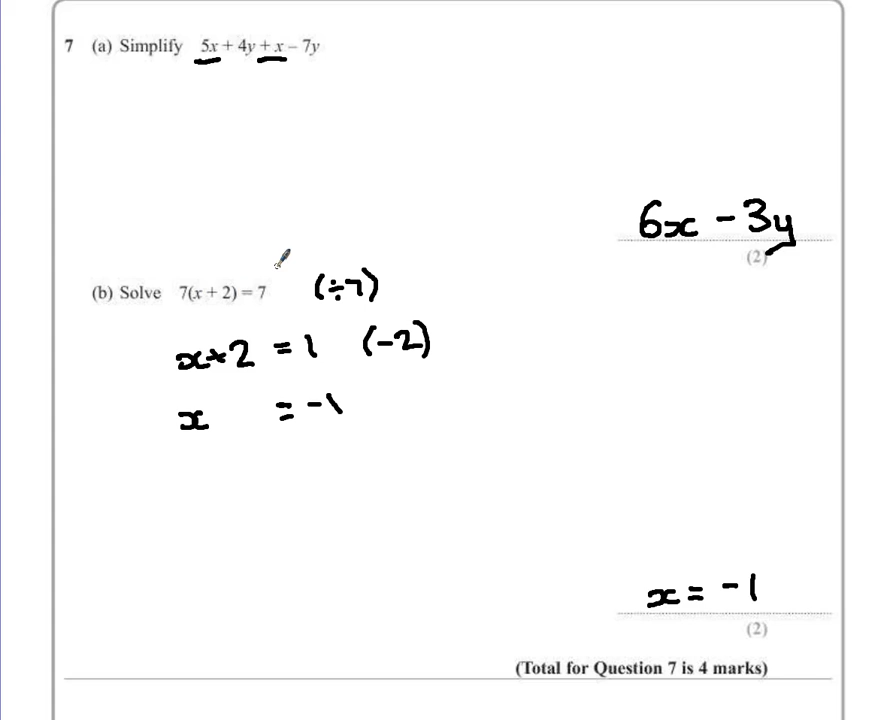 7 (a) Simplify 5x + 4y + x – 7y
6x - 3y
(2)
(b) Solve 7(x + 2) = 7 (÷7)
x+2 = 1 (-2)
x = -1
x = -1
(2)
(Total for Question 7 is 4 marks)